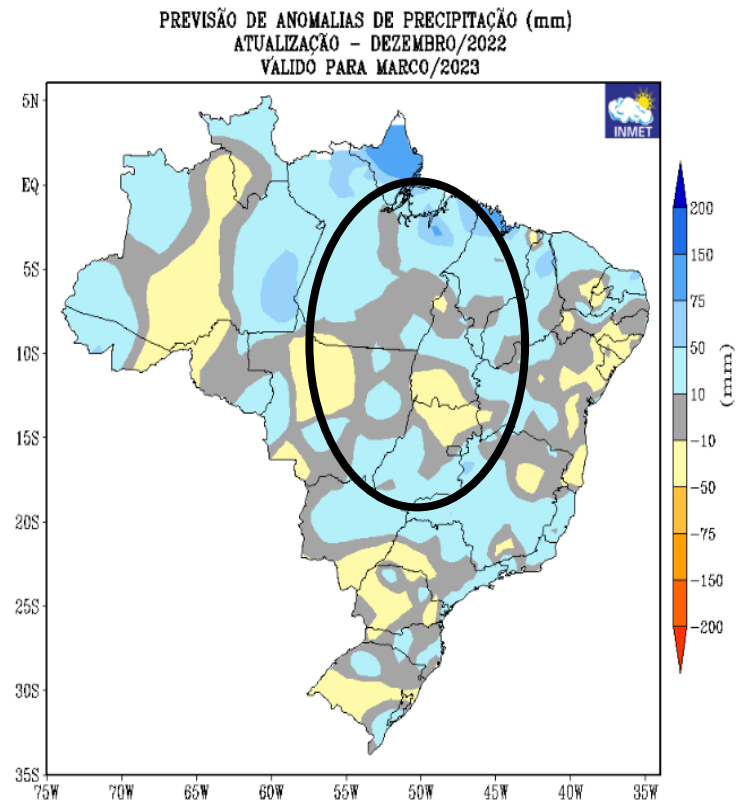 PREVISÃO DE ANOMALIAS DE PRECIPITAÇÃO (mm)
ATUALIZAÇÃO - DEZEMBRO/2022
VÁLIDO PARA MARCO/2023
INMET
5N
EQ
5S
10S
15S
20S
25S
30S
35S
75W 70W 65W 60W 55W 50W 45W 40W 35W
200
150
75
50
10
-10
-50
-75
-150
-200
(mm)